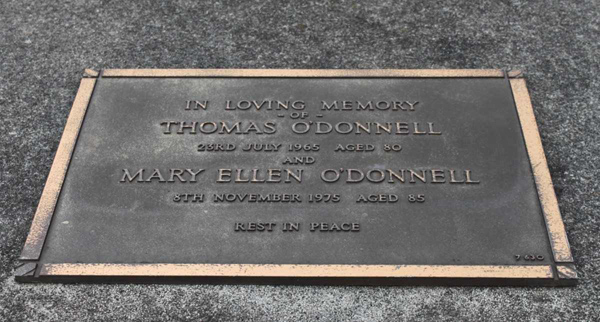 IN LOVING MEMORY
- OF -
THOMAS O'DONNELL
23RD JULY 1965 AGED 80
AND
MARY ELLEN O'DONNELL
8TH NOVEMBER 1975 AGED 85
REST IN PEACE
7630